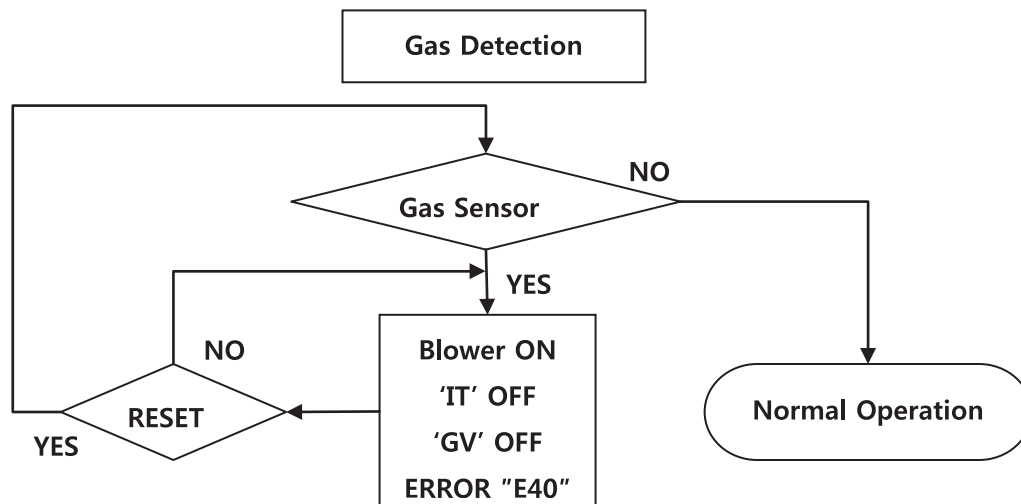 Gas Detection
NO
Gas Sensor
YES
NO
Blower ON
‘IT’ OFF
‘GV’ OFF
ERROR "E40"
RESET
YES
Normal Operation